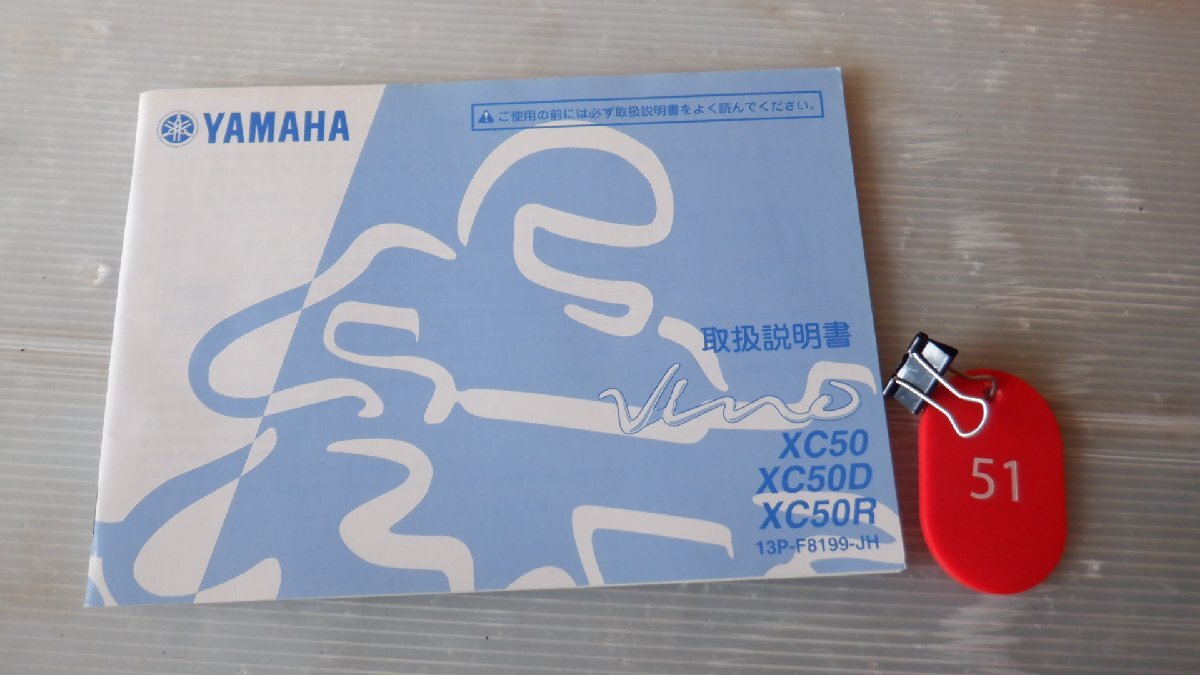 YAMAHA
ご使用の前には必ず取扱説明書をよく読んでください。
取扱説明書
Vino
XC50
XC50D
XC50R
13P-F8199-JH
51